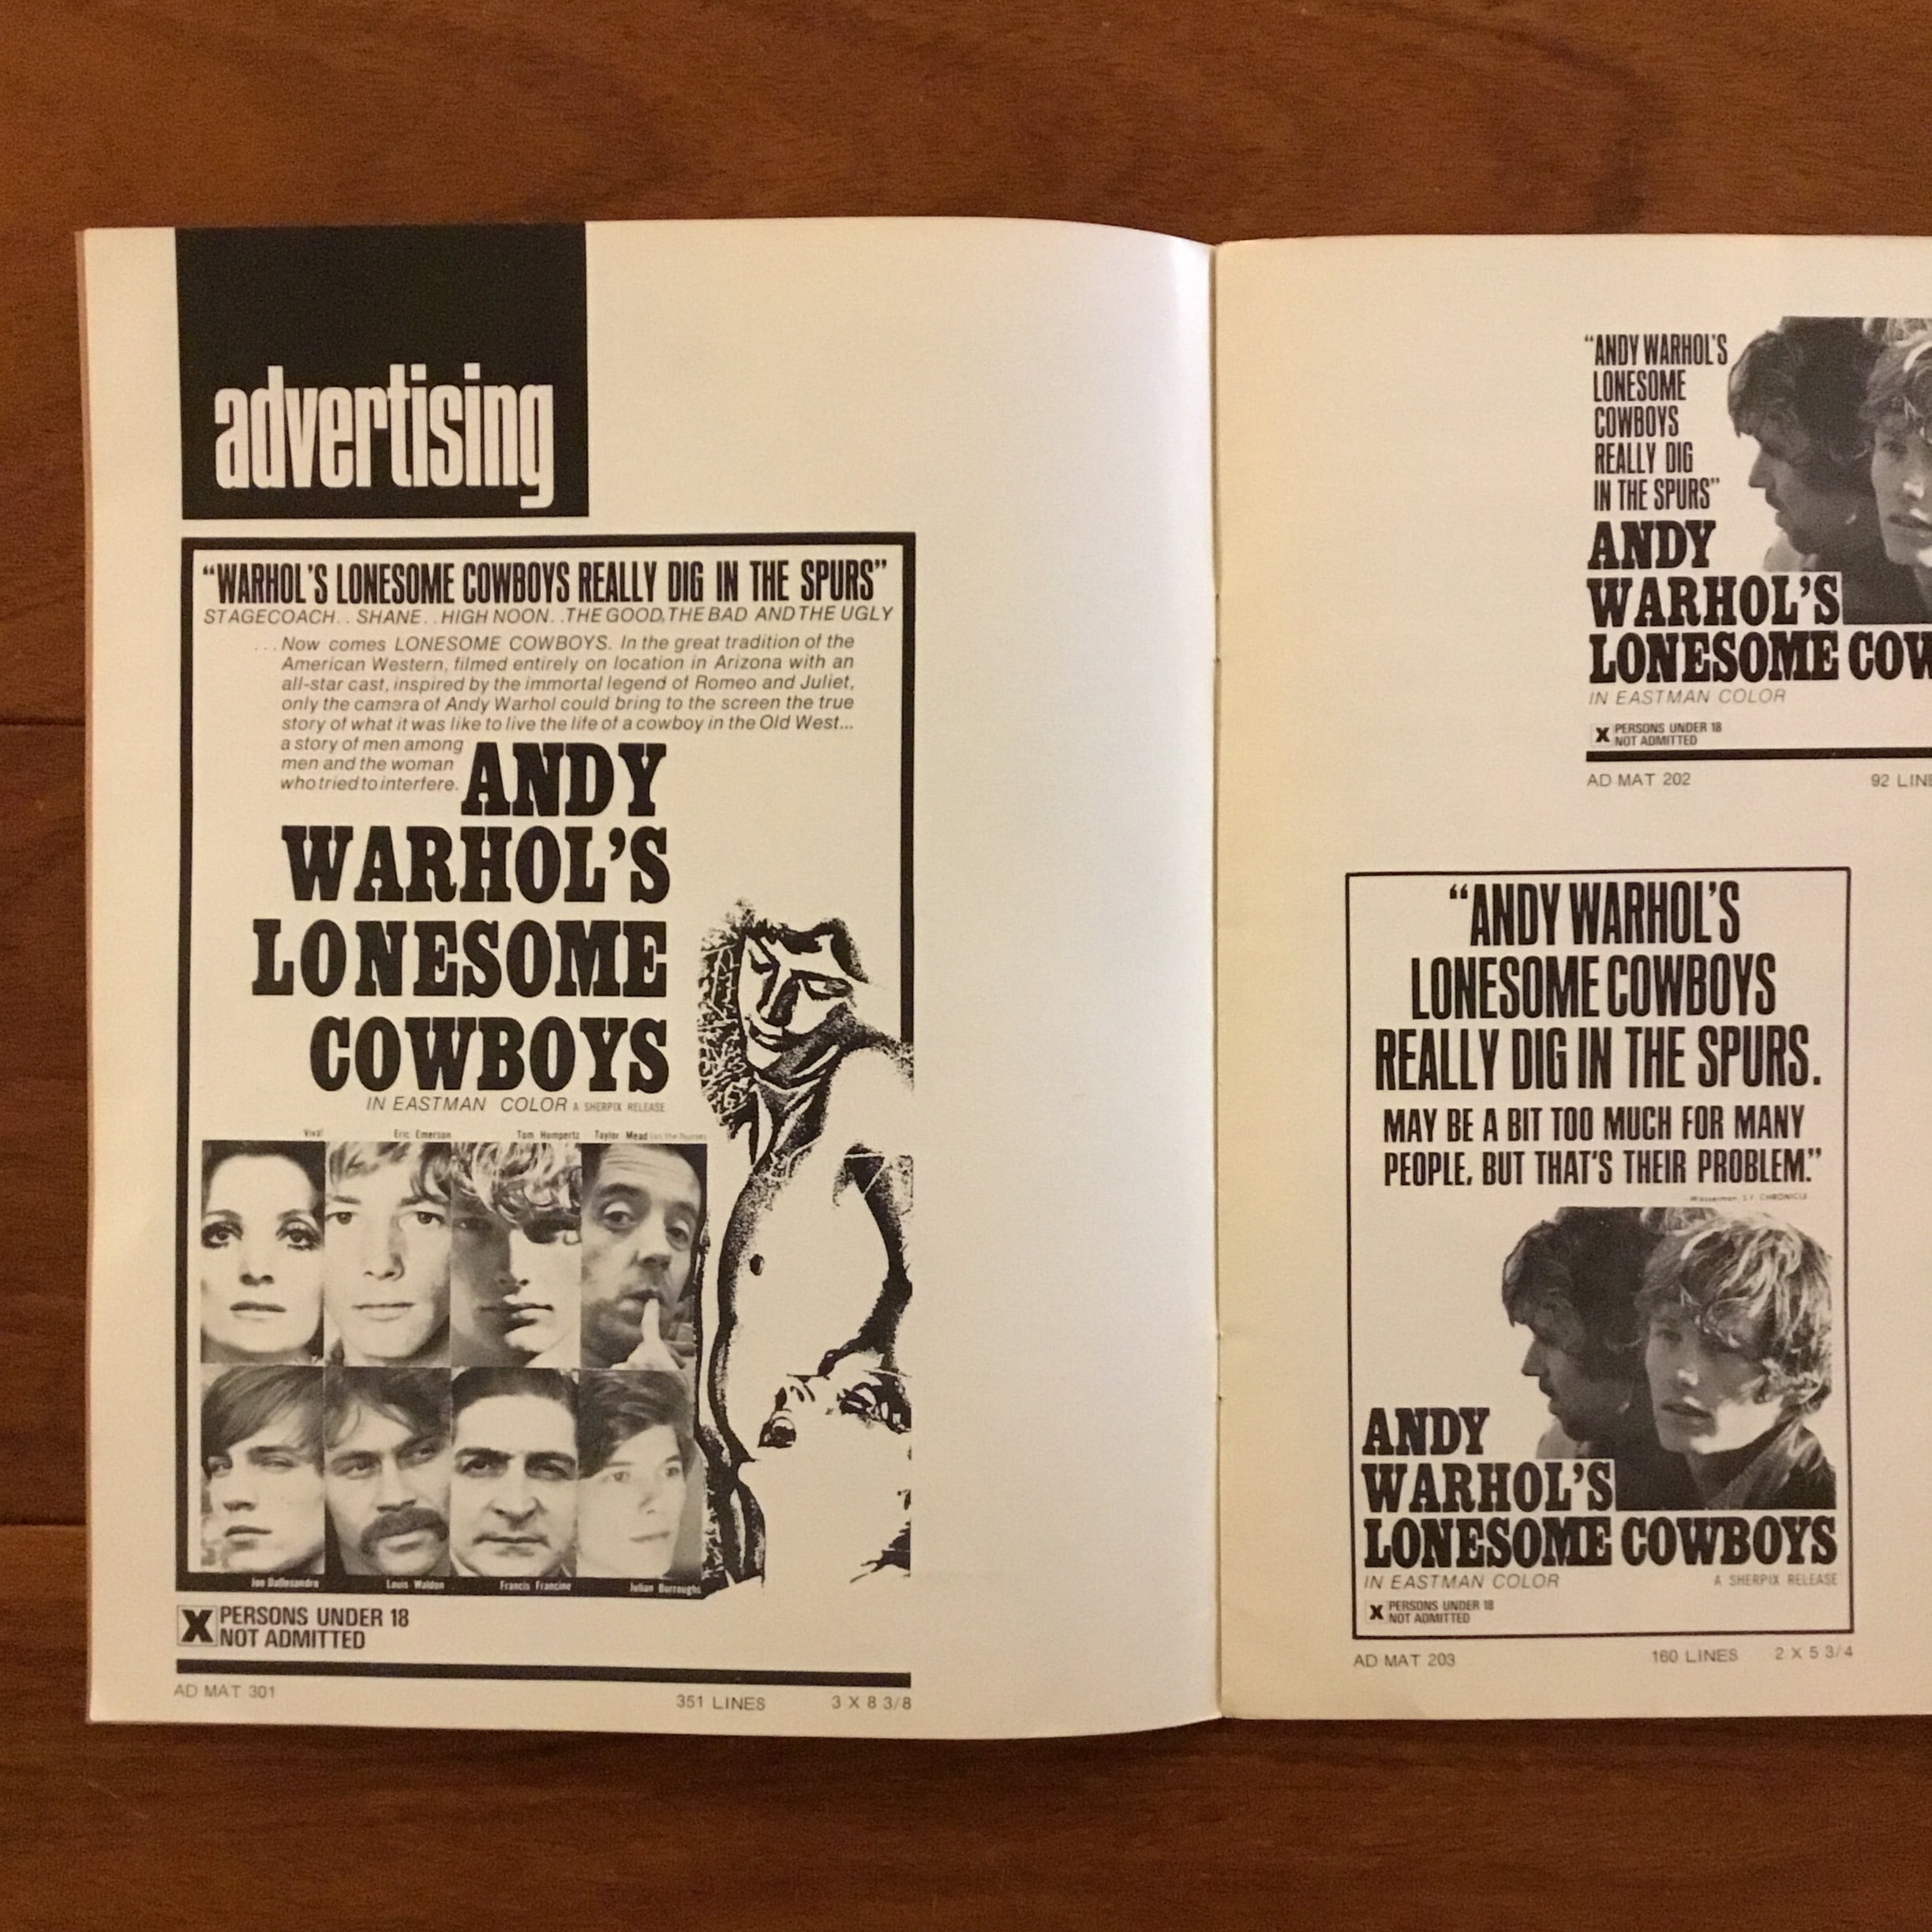 advertising
“WARHOL'S LONESOME COWBOYS REALLY DIG IN THE SPURS”
STAGECOACH.. SHANE.. HIGH NOON.. THE GOOD, THE BAD AND THE UGLY
...Now comes LONESOME COWBOYS. In the great tradition of the
American Western, filmed entirely on location in Arizona with an
all-star cast, inspired by the immortal legend of Romeo and Juliet,
only the camera of Andy Warhol could bring to the screen the true
story of what it was like to live the life of a cowboy in the Old West...
a story of men among
men and the woman
who tried to interfere.
ANDY
WARHOL'S
LONESOME
COWBOYS
IN EASTMAN COLOR A SHERPIX RELEASE
Viva! Eric Emerson Tom Hompertz Taylor Mead (as the Nurse)
Joe Dallesandro Louis Waldon Francis Francine Julian Burroughs
X PERSONS UNDER 18
NOT ADMITTED
AD MAT 301 351 LINES 3 X 8 3/8
“ANDY WARHOL'S
LONESOME
COWBOYS
REALLY DIG
IN THE SPURS”
ANDY
WARHOL'S
LONESOME COW
IN EASTMAN COLOR
X PERSONS UNDER 18
NOT ADMITTED
AD MAT 202 92 LINE
“ANDY WARHOL'S
LONESOME COWBOYS
REALLY DIG IN THE SPURS.
MAY BE A BIT TOO MUCH FOR MANY
PEOPLE, BUT THAT'S THEIR PROBLEM.”
Wasserman S.F. CHRONICLE
ANDY
WARHOL'S
LONESOME COWBOYS
IN EASTMAN COLOR A SHERPIX RELEASE
X PERSONS UNDER 18
NOT ADMITTED
AD MAT 203 160 LINES 2 X 5 3/4